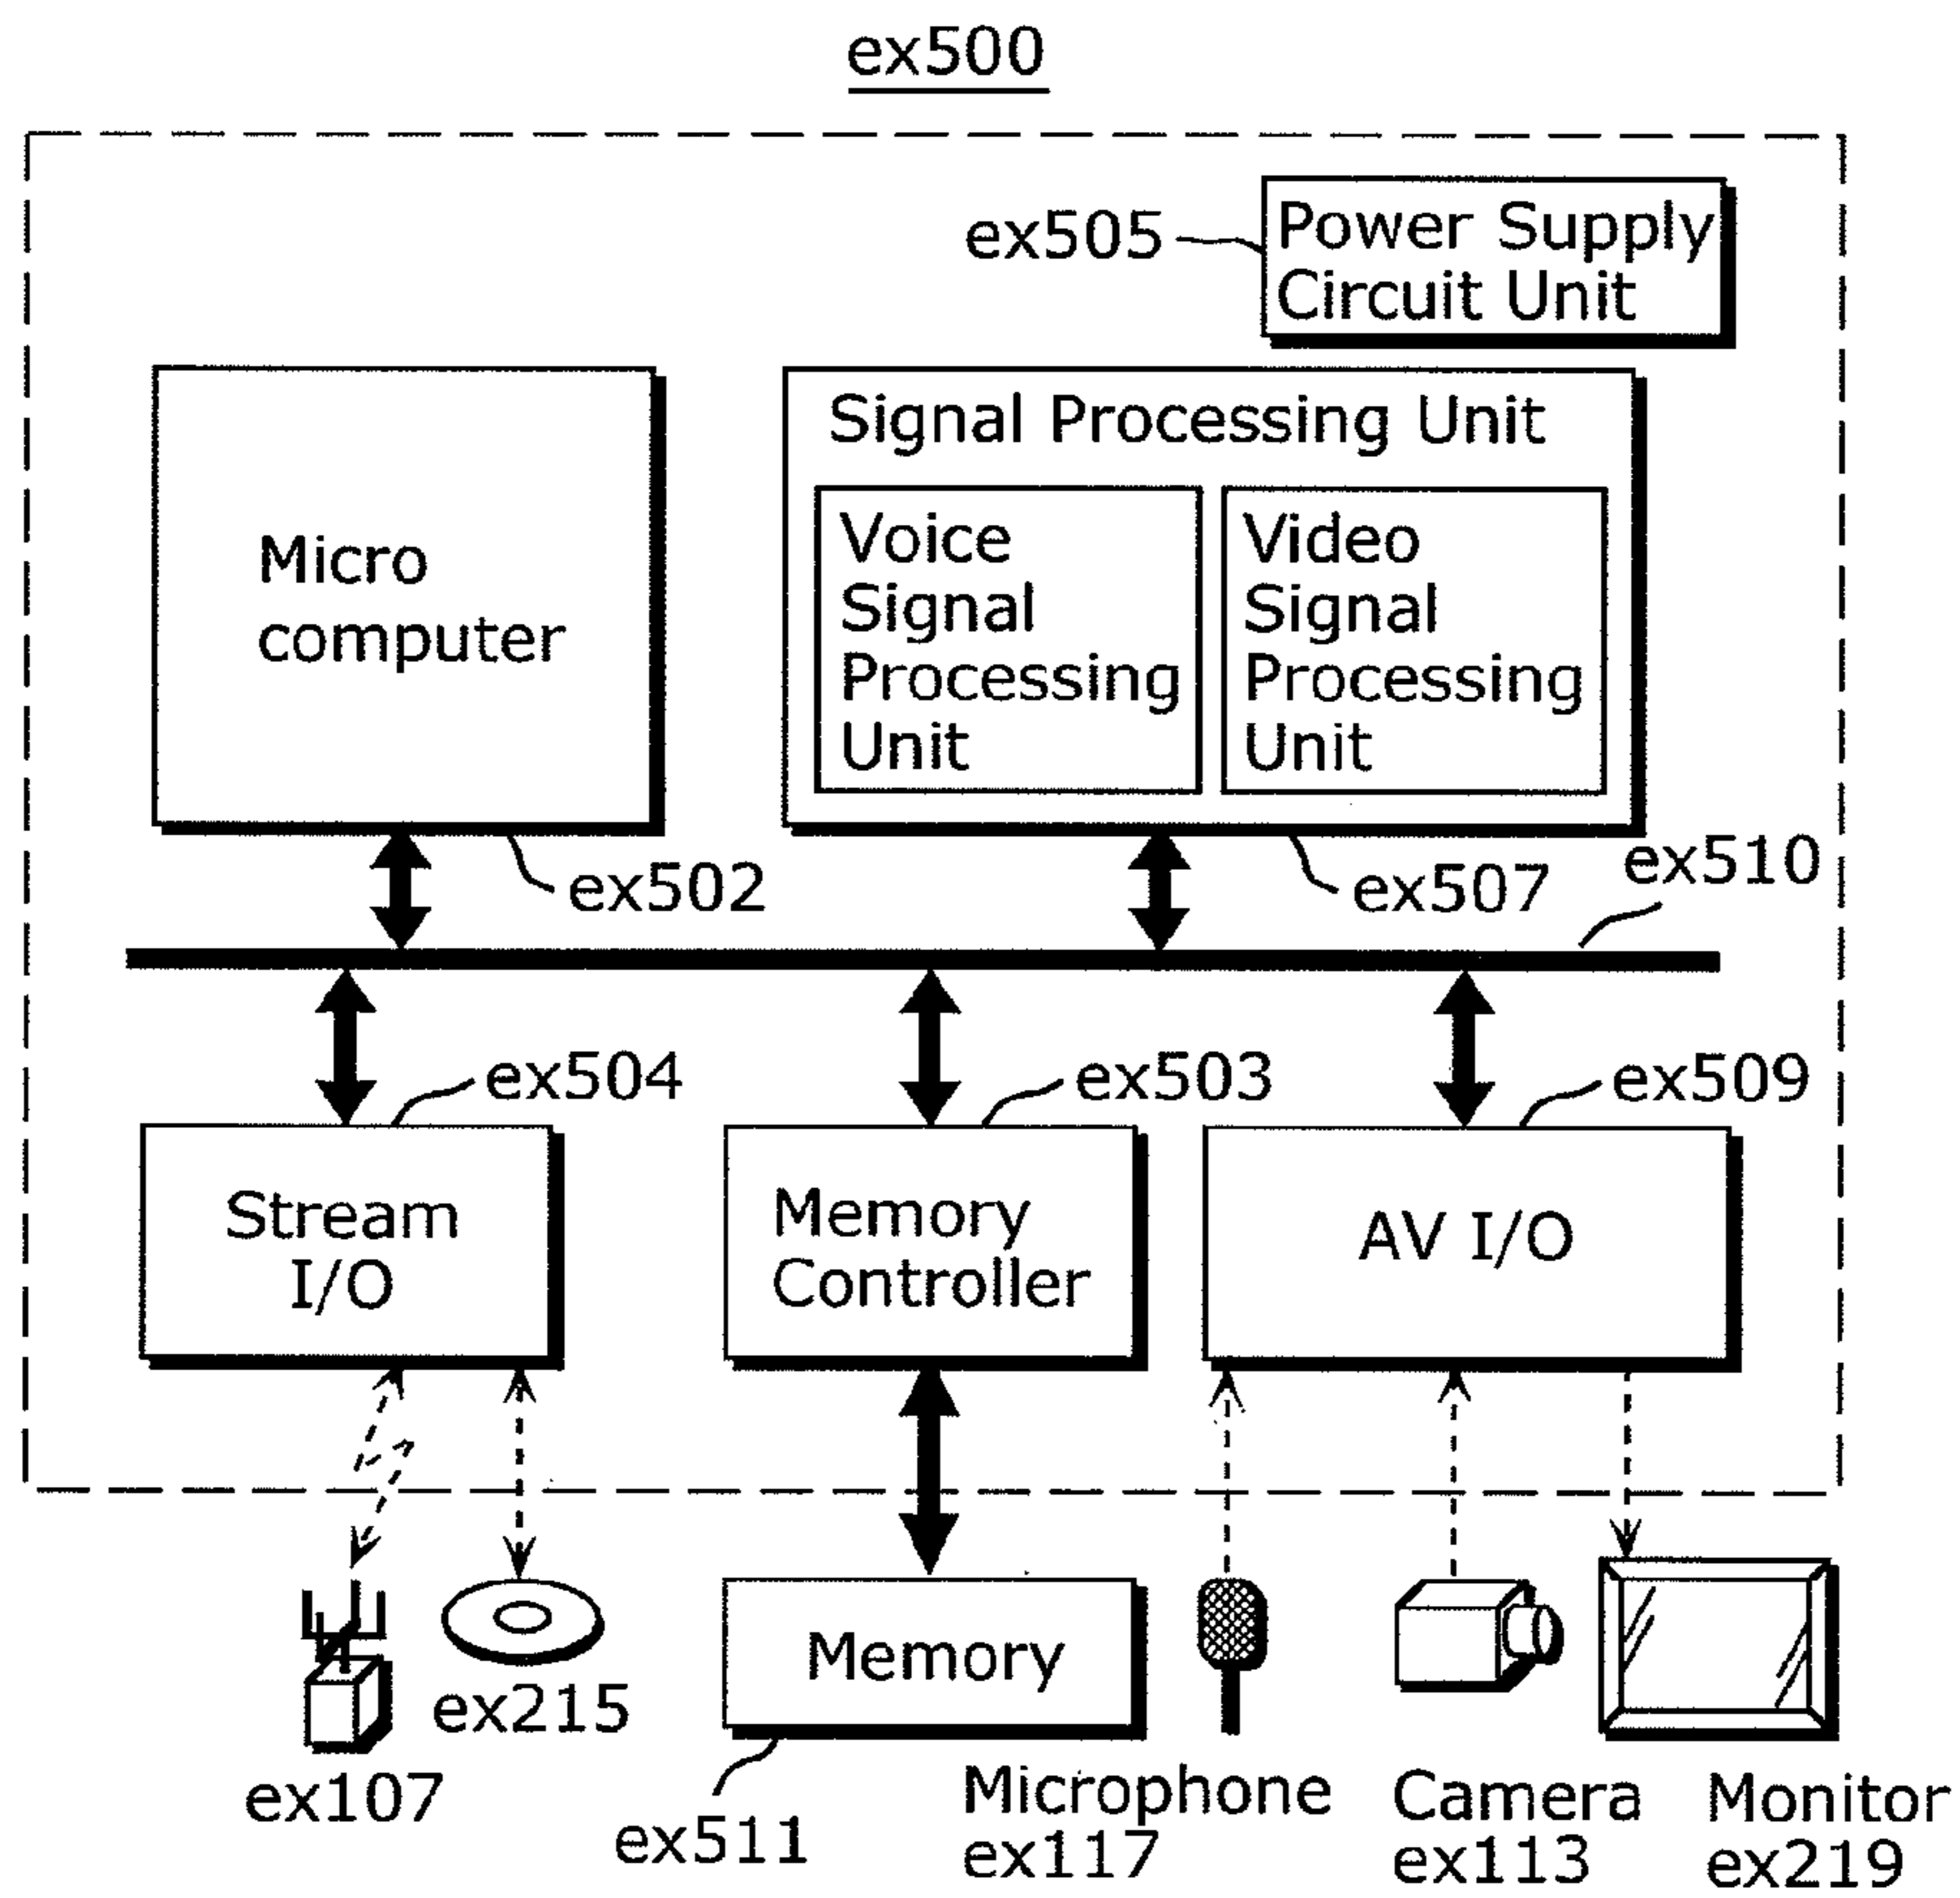 ex500
ex505
Power Supply
Circuit Unit
Micro
computer
Signal Processing Unit
Voice
Signal
Processing
Unit
Video
Signal
Processing
Unit
ex502
ex507
ex510
ex504
ex503
ex509
Stream
I/O
Memory
Controller
AV I/O
ex107
ex215
Memory
ex511
Microphone
ex117
Camera
ex113
Monitor
ex219